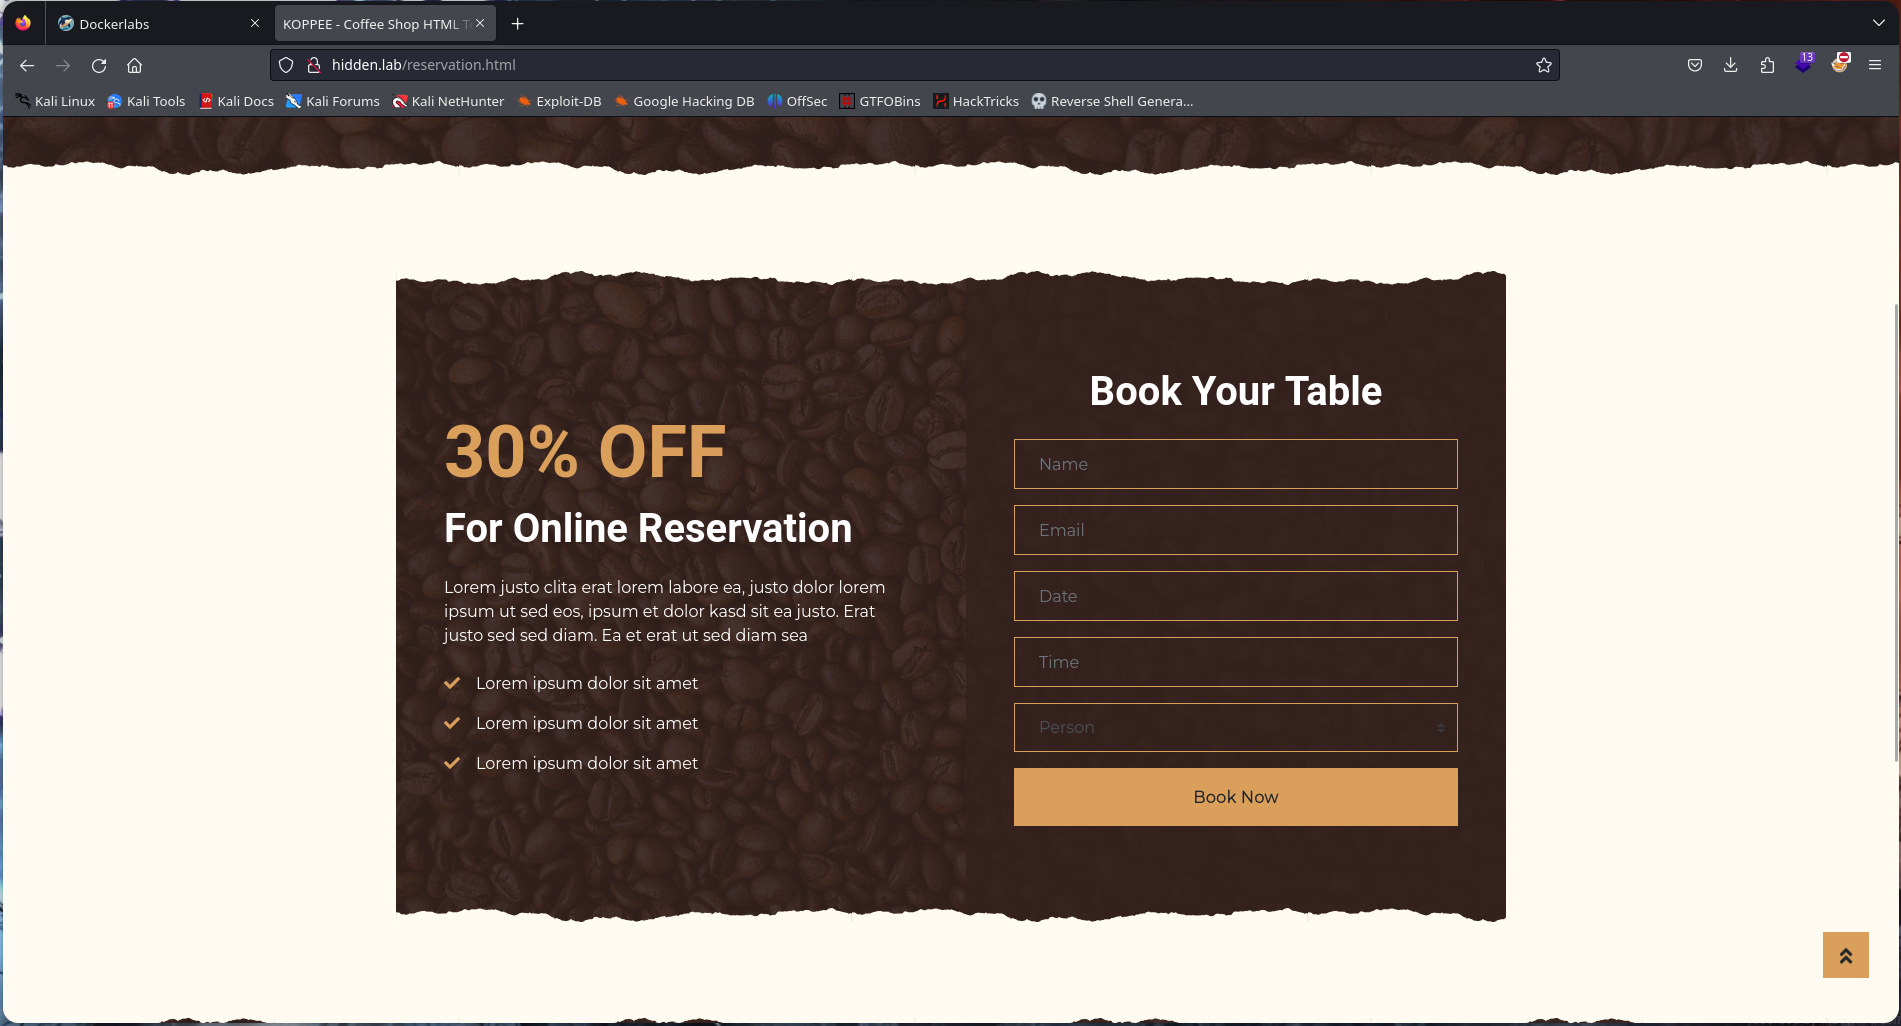 Dockerlabs
KOPPEE - Coffee Shop HTML T
hidden.lab/reservation.html
13
Kali Linux
Kali Tools
Kali Docs
Kali Forums
Kali NetHunter
Exploit-DB
Google Hacking DB
OffSec
GTFOBins
HackTricks
Reverse Shell Genera...
30% OFF
For Online Reservation
Lorem justo clita erat lorem labore ea, justo dolor lorem
ipsum ut sed eos, ipsum et dolor kasd sit ea justo. Erat
justo sed sed diam. Ea et erat ut sed diam sea
Lorem ipsum dolor sit amet
Lorem ipsum dolor sit amet
Lorem ipsum dolor sit amet
Book Your Table
Name
Email
Date
Time
Person
Book Now